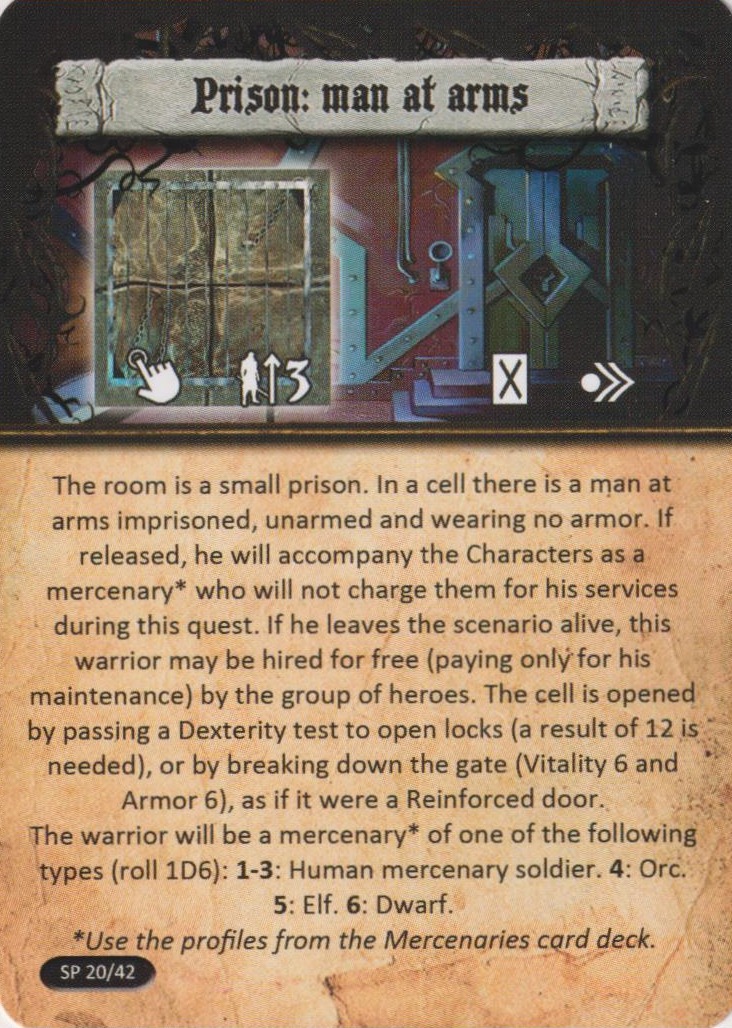 Prison: man at arms
3
X
The room is a small prison. In a cell there is a man at
arms imprisoned, unarmed and wearing no armor. If
released, he will accompany the Characters as a
mercenary* who will not charge them for his services
during this quest. If he leaves the scenario alive, this
warrior may be hired for free (paying only for his
maintenance) by the group of heroes. The cell is opened
by passing a Dexterity test to open locks (a result of 12 is
needed), or by breaking down the gate (Vitality 6 and
Armor 6), as if it were a Reinforced door.
The warrior will be a mercenary* of one of the following
types (roll 1D6): 1-3: Human mercenary soldier. 4: Orc.
5: Elf. 6: Dwarf.
*Use the profiles from the Mercenaries card deck.
SP 20/42